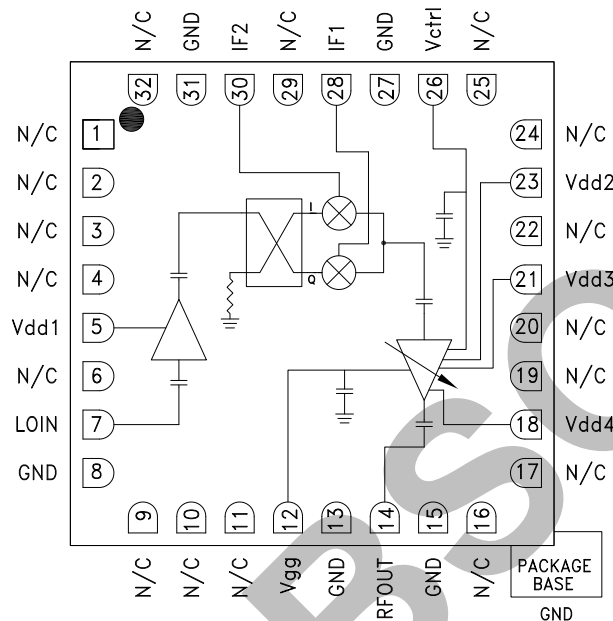 N/C GND IF2 N/C IF1 GND Vctrl N/C
32 31 30 29 28 27 26 25
N/C 1
N/C 2
N/C 3
N/C 4
Vdd1 5
N/C 6
LOIN 7
GND 8
I
Q
24 N/C
23 Vdd2
22 N/C
21 Vdd3
20 N/C
19 N/C
18 Vdd4
17 N/C
9 10 11 12 13 14 15 16
N/C N/C N/C Vgg GND RFOUT GND N/C
PACKAGE
BASE
GND
BSO